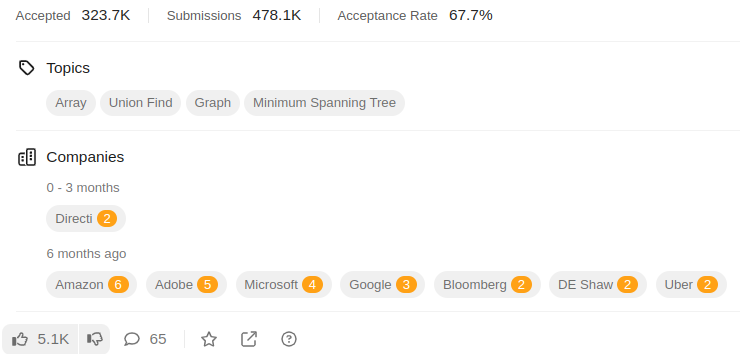 Accepted 323.7K Submissions 478.1K Acceptance Rate 67.7%
Topics
Array Union Find Graph Minimum Spanning Tree
Companies
0 - 3 months
Directi 2
6 months ago
Amazon 6 Adobe 5 Microsoft 4 Google 3 Bloomberg 2 DE Shaw 2 Uber 2
5.1K 65